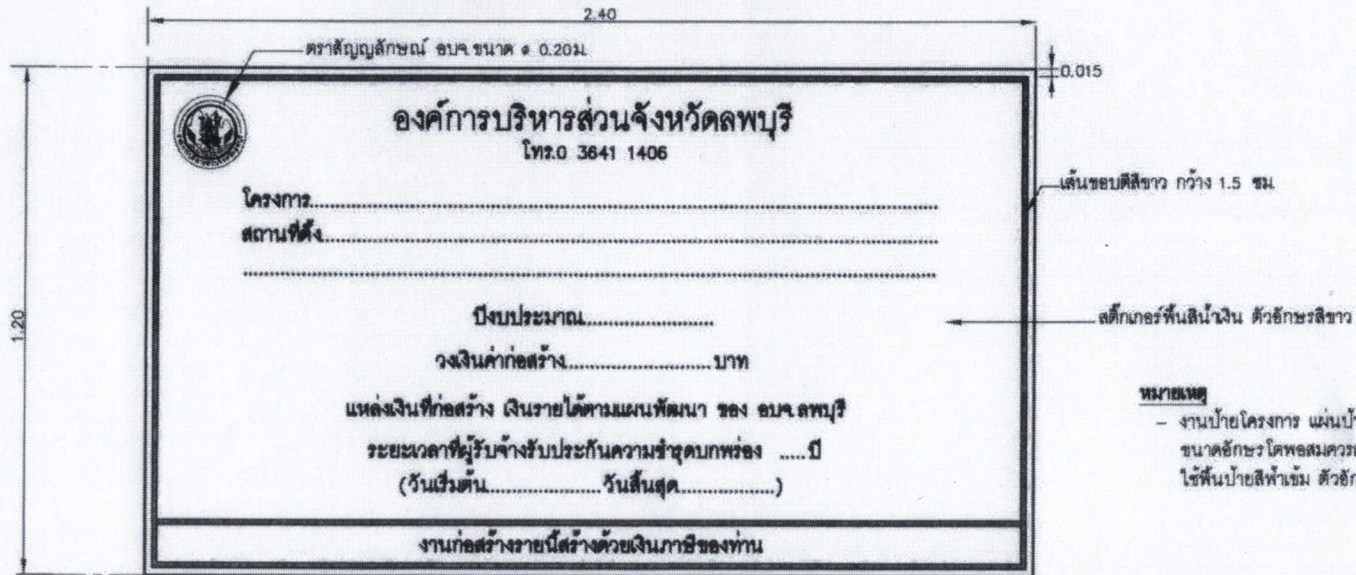 2.40
ตราสัญญลักษณ์ อบจ.ขนาด ø 0.20ม.
0.015
องค์การบริหารส่วนจังหวัดลพบุรี
โทร.0 3641 1406
เส้นขอบตีสีขาว กว้าง 1.5 ซม.
โครงการ
สถานที่ตั้ง
1.20
ปีงบประมาณ
สติ๊กเกอร์พื้นสีน้ำเงิน ตัวอักษรสีขาว
วงเงินค่าก่อสร้าง บาท
แหล่งเงินที่ก่อสร้าง เงินรายได้ตามแผนพัฒนา ของ อบจ.ลพบุรี
หมายเหตุ
ระยะเวลาที่ผู้รับจ้างรับประกันความชำรุดบกพร่อง .....ปี
- งานป้ายโครงการ แผ่น
ขนาดอักษรโตพอสมควร
(วันเริ่มต้น....................วันสิ้นสุด.................)
ใช้พื้นป้ายสีฟ้าเข้ม
งานก่อสร้างรายนี้สร้างด้วยเงินภาษีของท่าน